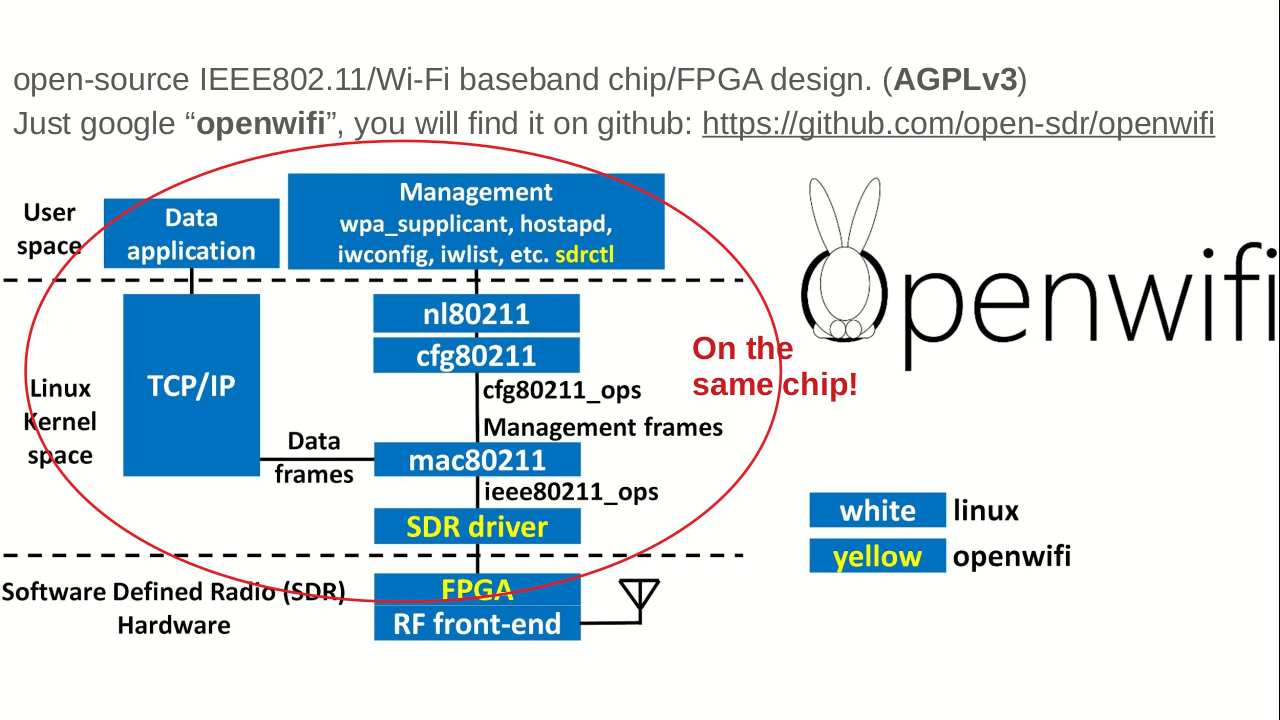 open-source IEEE802.11/Wi-Fi baseband chip/FPGA design. (AGPLv3)
Just google “openwifi”, you will find it on github: https://github.com/open-sdr/openwifi
User
space
Data
application
Management
wpa_supplicant, hostapd,
iwconfig, iwlist, etc. sdrctl
Openwifi
Linux
Kernel
space
TCP/IP
nl80211
cfg80211
cfg80211_ops
Management frames
On the
same chip!
Data
frames
mac80211
ieee80211_ops
SDR driver
white linux
yellow openwifi
Software Defined Radio (SDR)
Hardware
FPGA
RF front-end